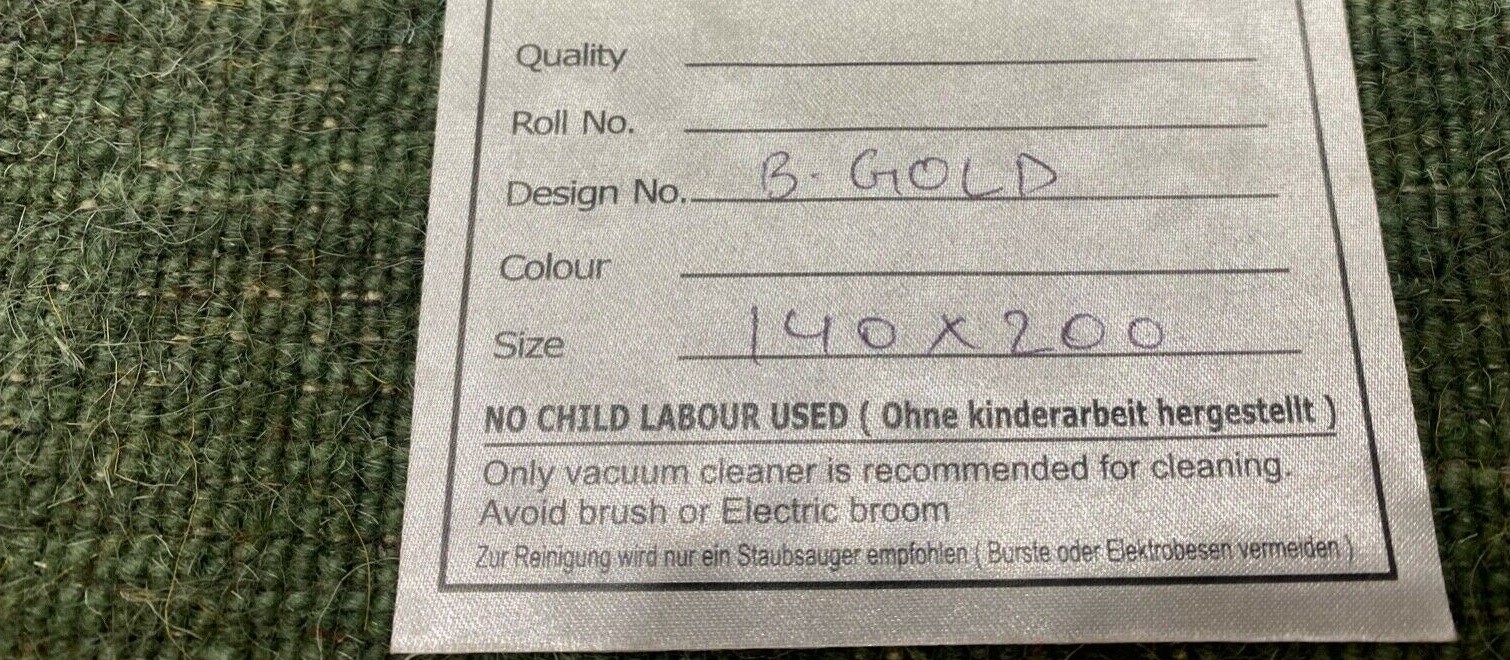 Quality
Roll No.
Design No. B. GOLD
Colour
Size 140 x 200
NO CHILD LABOUR USED ( Ohne kinderarbeit hergestellt )
Only vacuum cleaner is recommended for cleaning.
Avoid brush or Electric broom
Zur Reinigung wird nur ein Staubsauger empfohlen ( Burste oder Elektrobesen vermeiden )